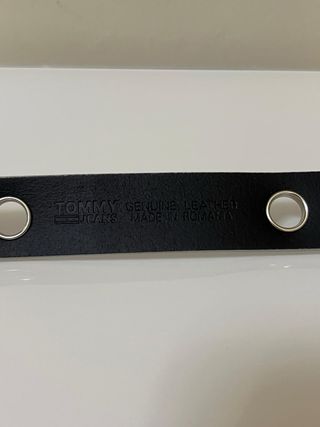 TOMMY GENUINE LEATHER
JEANS MADE IN ROMANIA